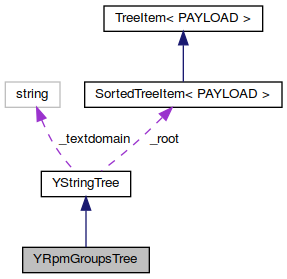 TreeItem< PAYLOAD >
string
SortedTreeItem< PAYLOAD >
_textdomain
_root
YStringTree
YRpmGroupsTree